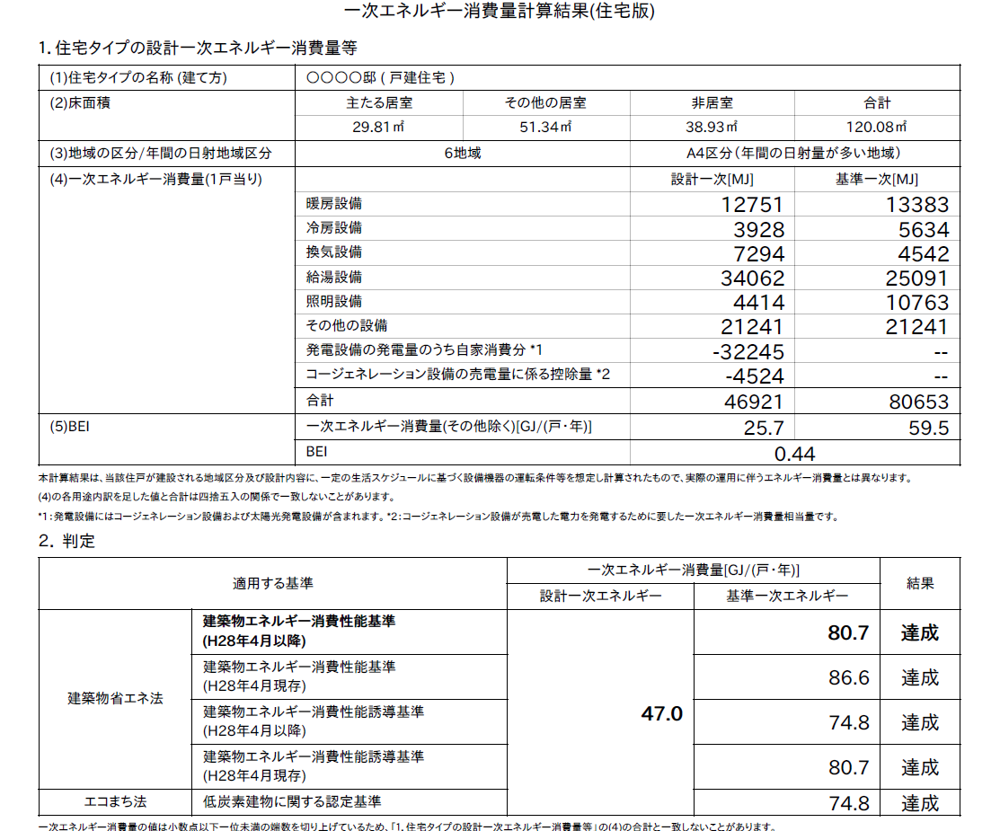 一次エネルギー消費量計算結果(住宅版)
1. 住宅タイプの設計一次エネルギー消費量等
(1)住宅タイプの名称 (建て方) 〇〇〇〇邸 ( 戸建住宅 )
(2)床面積 主たる居室 その他の居室 非居室 合計
29.81㎡ 51.34㎡ 38.93㎡ 120.08㎡
(3)地域の区分/年間の日射地域区分 6地域 A4区分(年間の日射量が多い地域)
(4)一次エネルギー消費量(1戸当り) 設計一次[MJ] 基準一次[MJ]
暖房設備 12751 13383
冷房設備 3928 5634
換気設備 7294 4542
給湯設備 34062 25091
照明設備 4414 10763
その他の設備 21241 21241
発電設備の発電量のうち自家消費分 *1 -32245 --
コージェネレーション設備の売電量に係る控除量 *2 -4524 --
合計 46921 80653
(5)BEI 一次エネルギー消費量(その他除く)[GJ/(戸・年)] 25.7 59.5
BEI 0.44
本計算結果は、当該住戸が建設される地域区分及び設計内容に、一定の生活スケジュールに基づく設備機器の運転条件等を想定し計算されたもので、実際の運用に伴うエネルギー消費量とは異なります。
(4)の各用途内訳を足した値と合計は四捨五入の関係で一致しないことがあります。
*1:発電設備にはコージェネレーション設備および太陽光発電設備が含まれます。 *2:コージェネレーション設備が売電した電力を発電するために要した一次エネルギー消費量相当量です。
2. 判定
適用する基準 一次エネルギー消費量[GJ/(戸・年)] 結果
設計一次エネルギー 基準一次エネルギー
建築物省エネ法 建築物エネルギー消費性能基準
(H28年4月以降) 47.0 80.7 達成
建築物エネルギー消費性能基準
(H28年4月現存) 86.6 達成
建築物エネルギー消費性能誘導基準
(H28年4月以降) 74.8 達成
建築物エネルギー消費性能誘導基準
(H28年4月現存) 80.7 達成
エコまち法 低炭素建物に関する認定基準 74.8 達成
一次エネルギー消費量の値は小数点以下一位未満の端数を切り上げているため、「1.住宅タイプの設計一次エネルギー消費量等」の(4)の合計と一致しないことがあります。